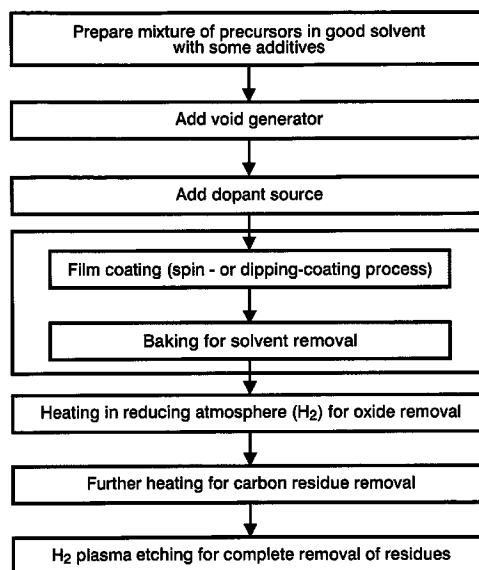 Prepare mixture of precursors in good solvent
with some additives
Add void generator
Add dopant source
Film coating (spin - or dipping-coating process)
Baking for solvent removal
Heating in reducing atmosphere (H₂) for oxide removal
Further heating for carbon residue removal
H₂ plasma etching for complete removal of residues